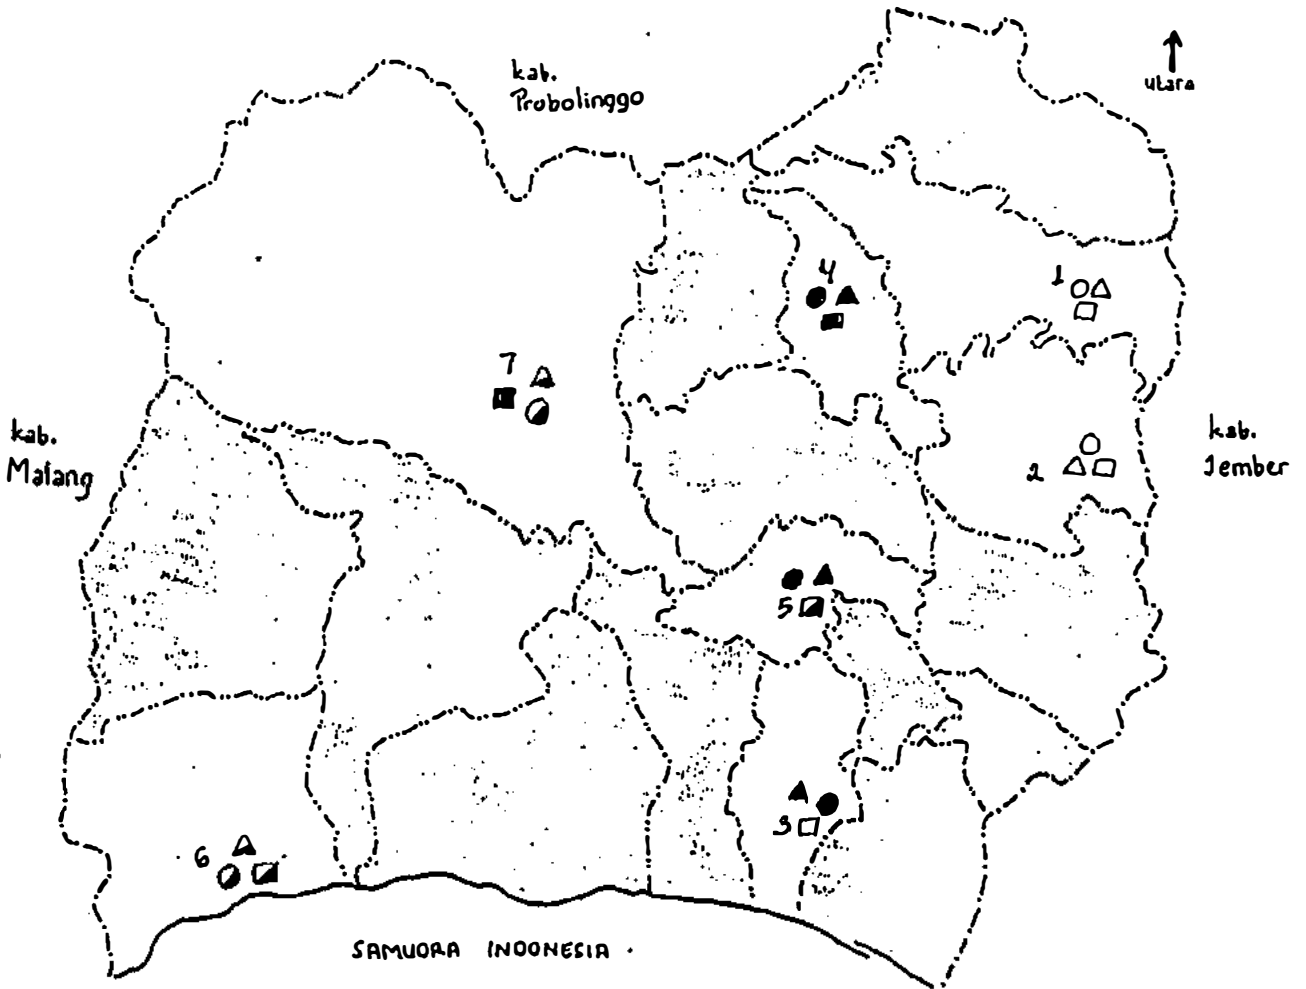 kab.
Probolinggo
utara
4
1
7
kab.
Malang
kab.
Jember
2
5
3
6
SAMUDRA INDONESIA